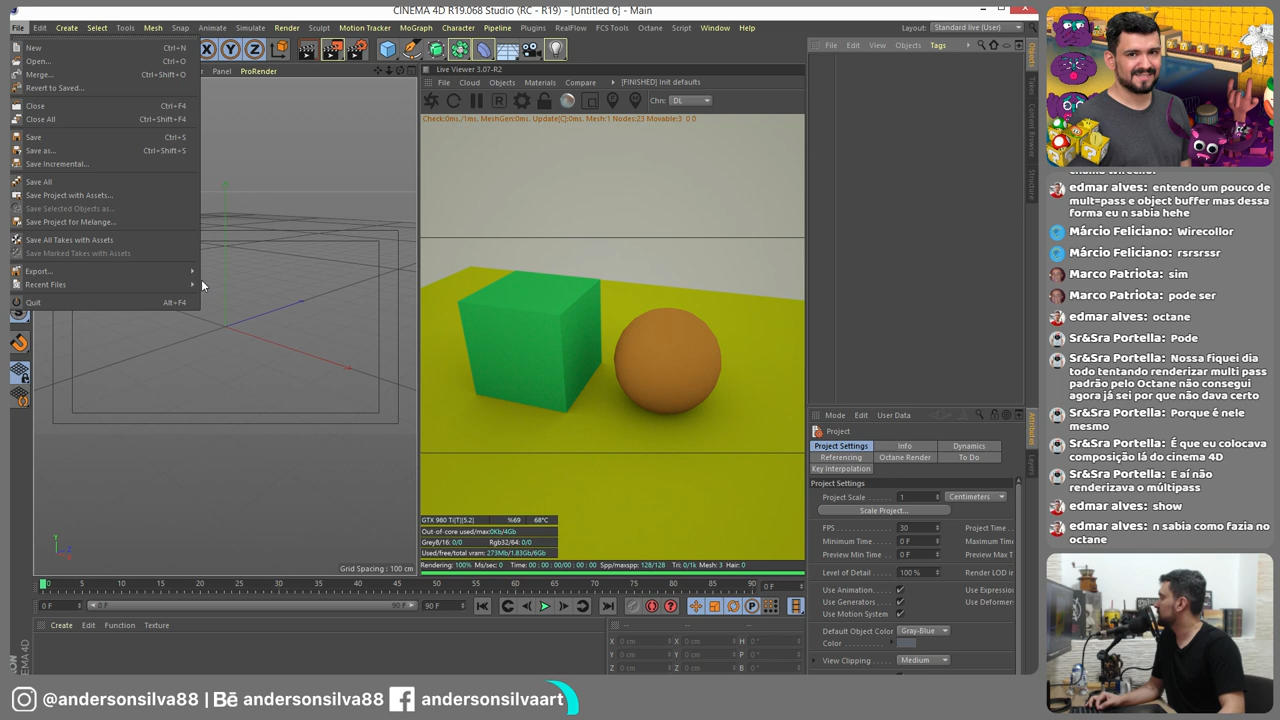 CINEMA 4D R19.068 Studio (RC - R19) - [Untitled 6] - Main
File Edit Create Select Tools Mesh Snap Animate Simulate Render Sculpt Motion Tracker MoGraph Character Pipeline Plugins RealFlow FCS Tools Octane Script Window Help
Layout: Standard live (User)
New Ctrl+N
Open... Ctrl+O
Merge... Ctrl+Shift+O
Revert to Saved...
Close Ctrl+F4
Close All Ctrl+Shift+F4
Save Ctrl+S
Save as... Ctrl+Shift+S
Save Incremental...
Save All
Save Project with Assets...
Save Selected Objects as...
Save Project for Melange...
Save All Takes with Assets
Save Marked Takes with Assets
Export...
Recent Files
Quit Alt+F4
X Y Z
Panel ProRender
Grid Spacing : 100 cm
Live Viewer 3.07-R2
File Cloud Objects Materials Compare [FINISHED] Init defaults
Chn: DL
Check:0ms./1ms. MeshGen:0ms. Update[C]:0ms. Mesh:1 Nodes:23 Movable:3 0 0
GTX 980 Ti[T](5.2) %69 68°C
Out-of-core used/max:0Kb/4Gb
Grey8/16: 0/0 Rgb32/64: 0/0
Used/free/total vram: 273Mb/1.83Gb/6Gb
Rendering: 100% Ms/sec: 0 Time: 00 : 00 : 00/00 : 00 : 00 Spp/maxspp: 128/128 Tri: 0/1k Mesh: 3 Hair: 0
0 5 10 15 20 25 30 35 40 45 50 55 60 65 70 75 80 85 90 0 F
0 F 0 F 90 F 90 F
Create Edit Function Texture
X 0 cm X 0 cm H 0 °
Y 0 cm Y 0 cm P 0 °
Z 0 cm Z 0 cm B 0 °
File Edit View Objects Tags
Objects
Takes
Content Browser
Structure
Mode Edit User Data
Attributes
Layers
Project
Project Settings Info Dynamics
Referencing Octane Render To Do
Key Interpolation
Project Settings
Project Scale 1 Centimeters
Scale Project...
FPS 30 Project Time
Minimum Time 0 F Maximum Time
Preview Min Time 0 F Preview Max T
Level of Detail 100 % Render LOD in
Use Animation Use Expression
Use Generators Use Deformers
Use Motion System
Default Object Color Gray-Blue
Color
View Clipping Medium
edmar alves: entendo um pouco de
mult=pass e object buffer mas dessa
forma eu n sabia hehe
Márcio Feliciano: Wirecollor
Márcio Feliciano: rsrsrssr
Marco Patriota: sim
Marco Patriota: pode ser
edmar alves: octane
Sr&Sra Portella: Pode
Sr&Sra Portella: Nossa fiquei dia
todo tentando renderizar multi pass
padrão pelo Octane não consegui
agora já sei por que não dava certo
Sr&Sra Portella: Porque é nele
mesmo
Sr&Sra Portella: É que eu colocava
composição lá do cinema 4D
Sr&Sra Portella: E aí não
renderizava o múltipass
edmar alves: show
edmar alves: n sabia como fazia no
octane
@andersonsilva88 | Bē andersonsilva88 andersonsilvaart